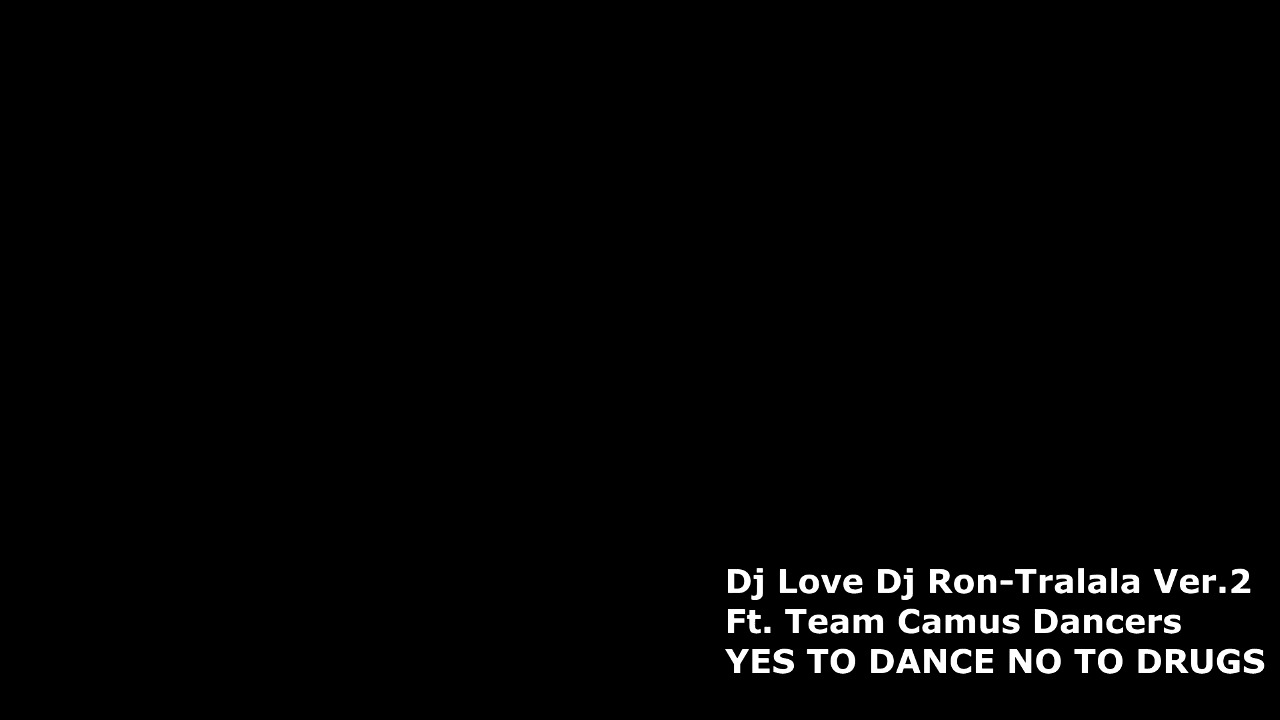 Dj Love Dj Ron-Tralala Ver.2
Ft. Team Camus Dancers
YES TO DANCE NO TO DRUGS